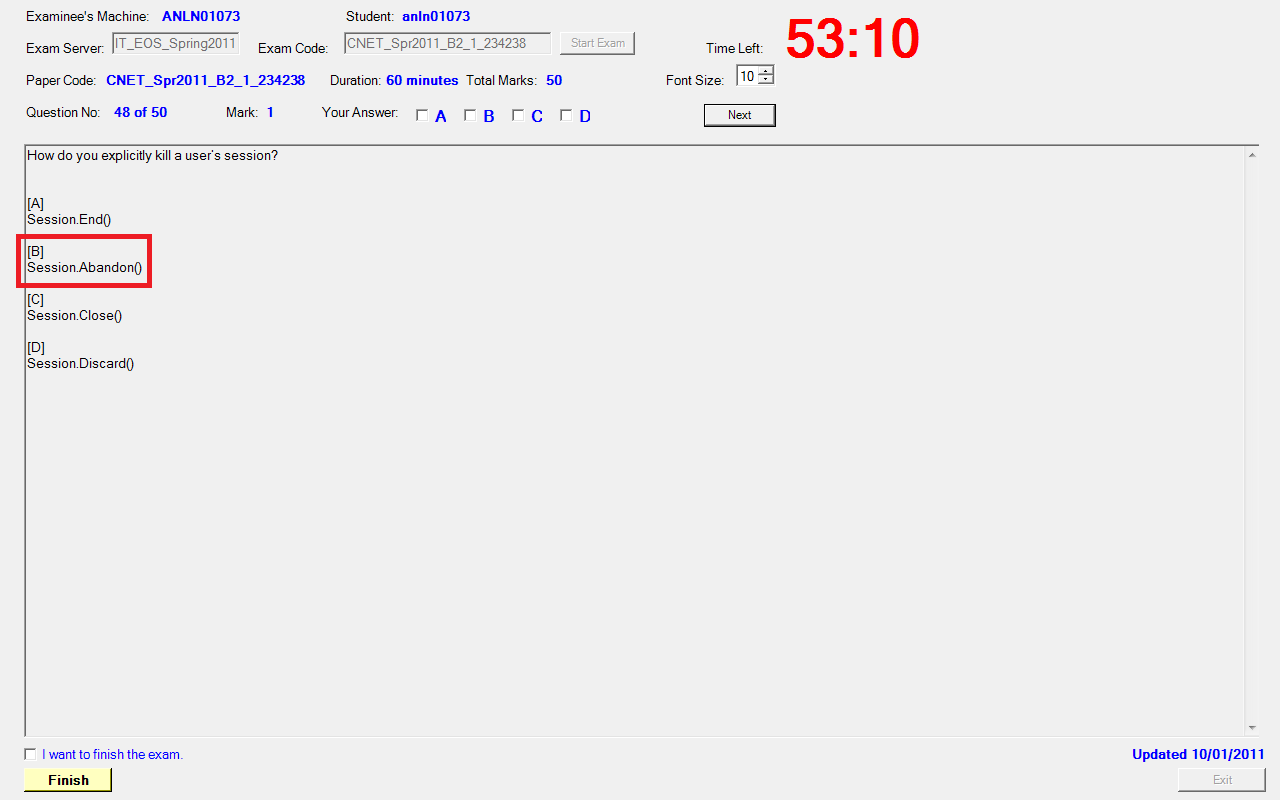 Examinee's Machine: ANLN01073 Student: anln01073
53:10
Exam Server: IT_EOS_Spring2011 Exam Code: CNET_Spr2011_B2_1_234238 Start Exam Time Left:
Paper Code: CNET_Spr2011_B2_1_234238 Duration: 60 minutes Total Marks: 50 Font Size: 10
Question No: 48 of 50 Mark: 1 Your Answer: A B C D Next
How do you explicitly kill a user's session?
[A]
Session.End()
[B]
Session.Abandon()
[C]
Session.Close()
[D]
Session.Discard()
I want to finish the exam. Updated 10/01/2011
Finish Exit